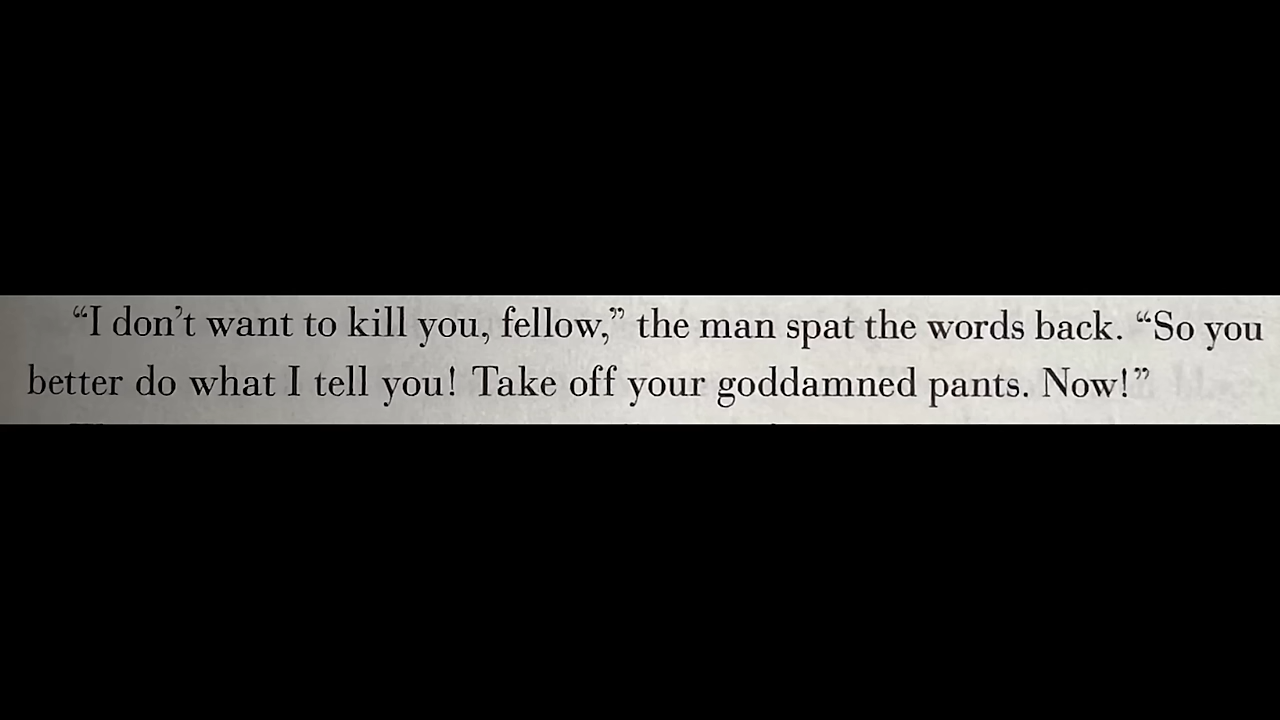 “I don’t want to kill you, fellow,” the man spat the words back. “So you
better do what I tell you! Take off your goddamned pants. Now!”